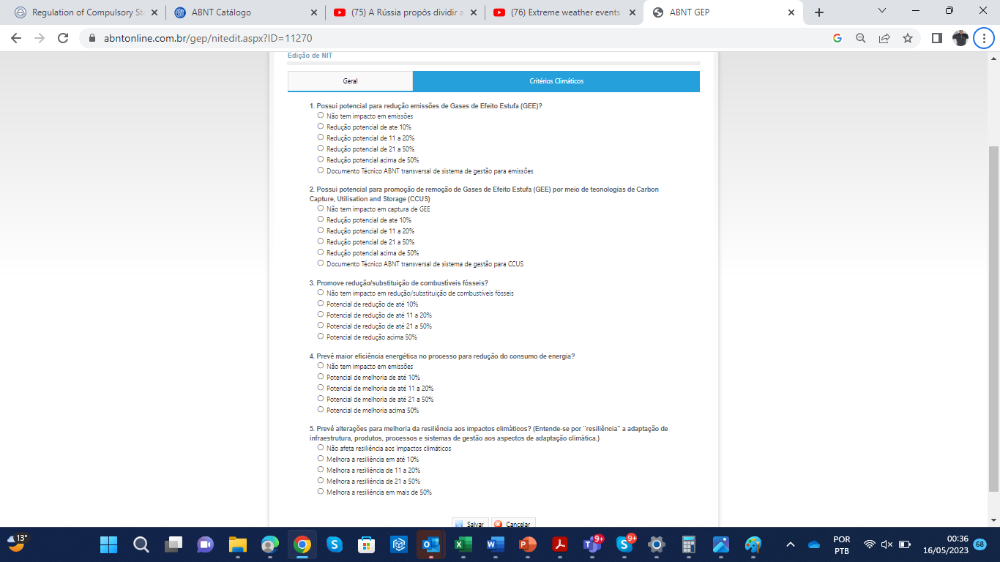 Regulation of Compulsory St
ABNT Catálogo
(75) A Rússia propôs dividir a
(76) Extreme weather events
ABNT GEP
abntonline.com.br/gep/nitedit.aspx?ID=11270
Edição de NIT
Geral
Critérios Climáticos
1. Possui potencial para redução emissões de Gases de Efeito Estufa (GEE)?
Não tem impacto em emissões
Redução potencial de ate 10%
Redução potencial de 11 a 20%
Redução potencial de 21 a 50%
Redução potencial acima de 50%
Documento Técnico ABNT transversal de sistema de gestão para emissões
2. Possui potencial para promoção de remoção de Gases de Efeito Estufa (GEE) por meio de tecnologias de Carbon
Capture, Utilisation and Storage (CCUS)
Não tem impacto em captura de GEE
Redução potencial de ate 10%
Redução potencial de 11 a 20%
Redução potencial de 21 a 50%
Redução potencial acima de 50%
Documento Técnico ABNT transversal de sistema de gestão para CCUS
3. Promove redução/substituição de combustíveis fósseis?
Não tem impacto em redução/substituição de combustíveis fósseis
Potencial de redução de até 10%
Potencial de redução de até 11 a 20%
Potencial de redução de até 21 a 50%
Potencial de redução acima 50%
4. Prevê maior eficiência energética no processo para redução do consumo de energia?
Não tem impacto em emissões
Potencial de melhoria de até 10%
Potencial de melhoria de até 11 a 20%
Potencial de melhoria de até 21 a 50%
Potencial de melhoria acima 50%
5. Prevê alterações para melhoria da resiliência aos impactos climáticos? (Entende-se por "resiliência" a adaptação de
infraestrutura, produtos, processos e sistemas de gestão aos aspectos de adaptação climática.)
Não afeta resiliência aos impactos climáticos
Melhora a resiliência em até 10%
Melhora a resiliência de 11 a 20%
Melhora a resiliência de 21 a 50%
Melhora a resiliência em mais de 50%
Salvar
Cancelar
13°
9+
9+
POR
PTB
00:36
16/05/2023
68